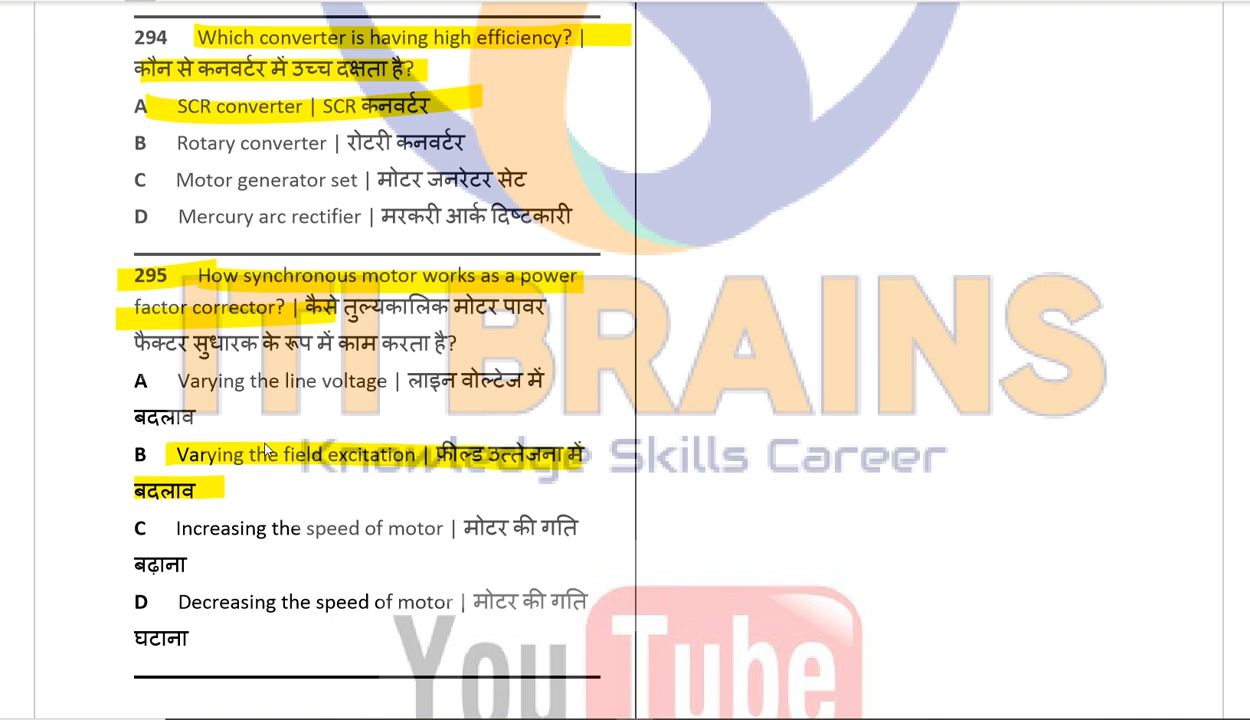 294 Which converter is having high efficiency? |
कौन से कनवर्टर में उच्च दक्षता है?
A SCR converter | SCR कनवर्टर
B Rotary converter | रोटरी कनवर्टर
C Motor generator set | मोटर जनरेटर सेट
D Mercury arc rectifier | मरकरी आर्क दिष्टकारी
295 How synchronous motor works as a power
factor corrector? | कैसे तुल्यकालिक मोटर पावर
फैक्टर सुधारक के रूप में काम करता है?
A Varying the line voltage | लाइन वोल्टेज में
बदलाव
B Varying the field excitation | फ़ील्ड उत्तेजना में
बदलाव
C Increasing the speed of motor | मोटर की गति
बढ़ाना
D Decreasing the speed of motor | मोटर की गति
घटाना
ITI BRAINS
Knowledge Skills Career
YouTube